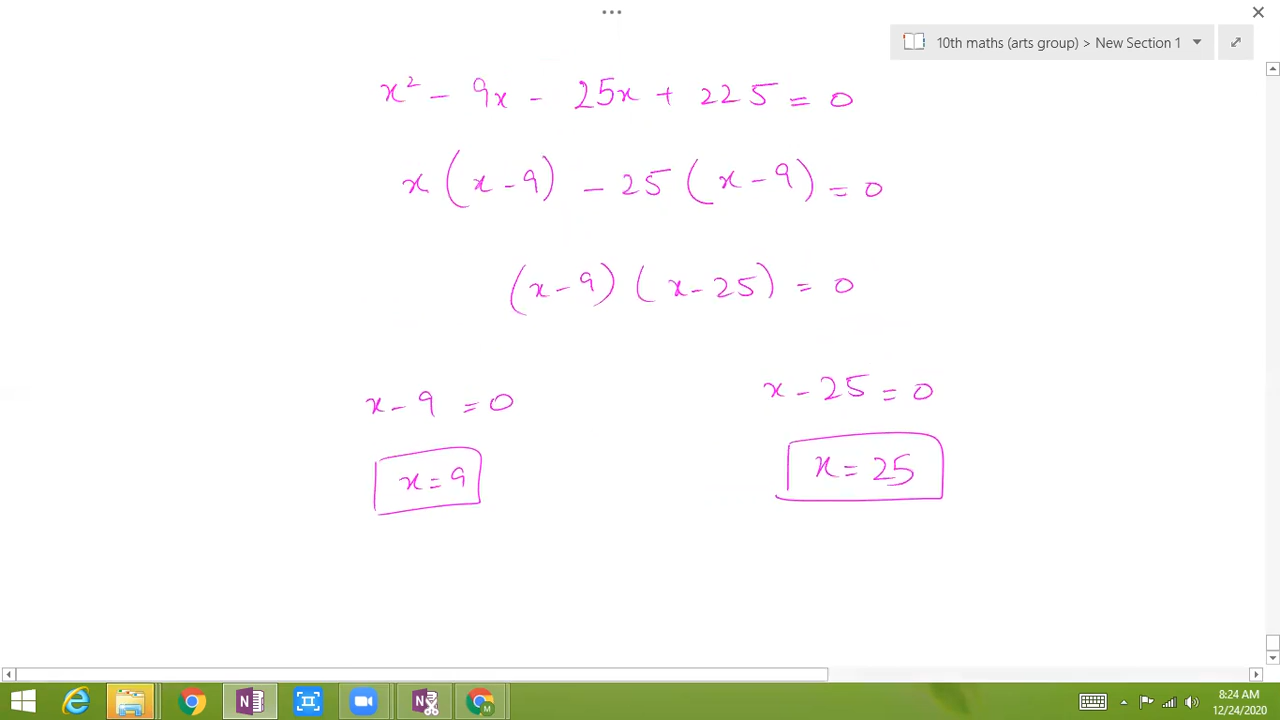 10th maths (arts group) > New Section 1
x² - 9x - 25x + 225 = 0
x (x-9) - 25 (x-9) = 0
(x-9) (x-25) = 0
x-9 = 0
x-25 = 0
x=9
x= 25
8:24 AM
12/24/2020